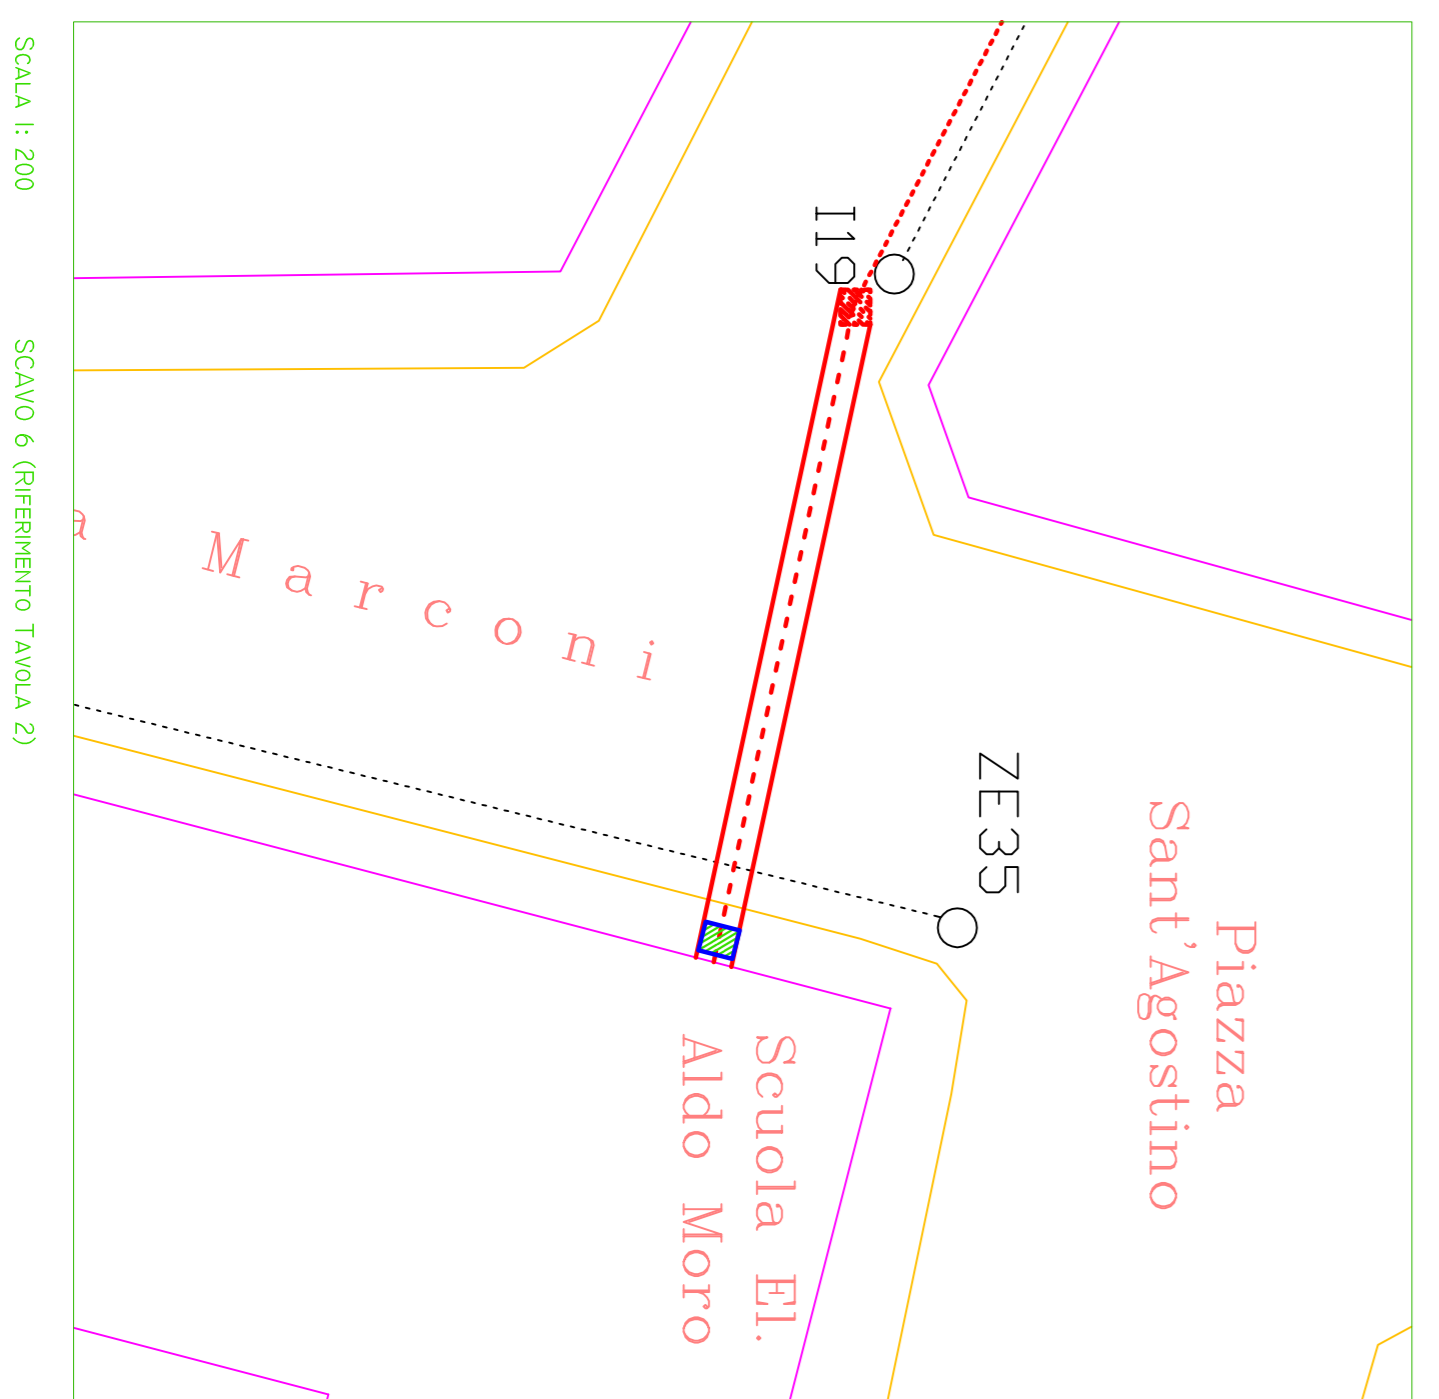 SCALA 1: 200
SCAVO 6 (RIFERIMENTO TAVOLA 2)
I19
a Marconi
ZE35
Piazza
Sant'Agostino
Scuola El.
Aldo Moro